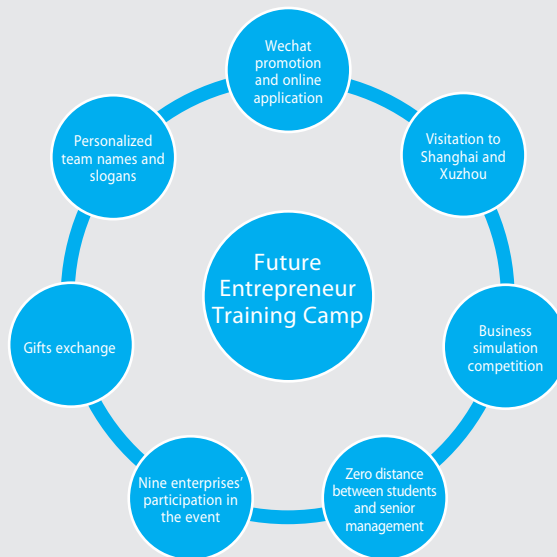 Wechat
promotion
and online
application
Visitation to
Shanghai and
Xuzhou
Business
simulation
competition
Zero distance
between students
and senior
management
Nine enterprises’
participation in
the event
Gifts exchange
Personalized
team names and
slogans
Future
Entrepreneur
Training Camp